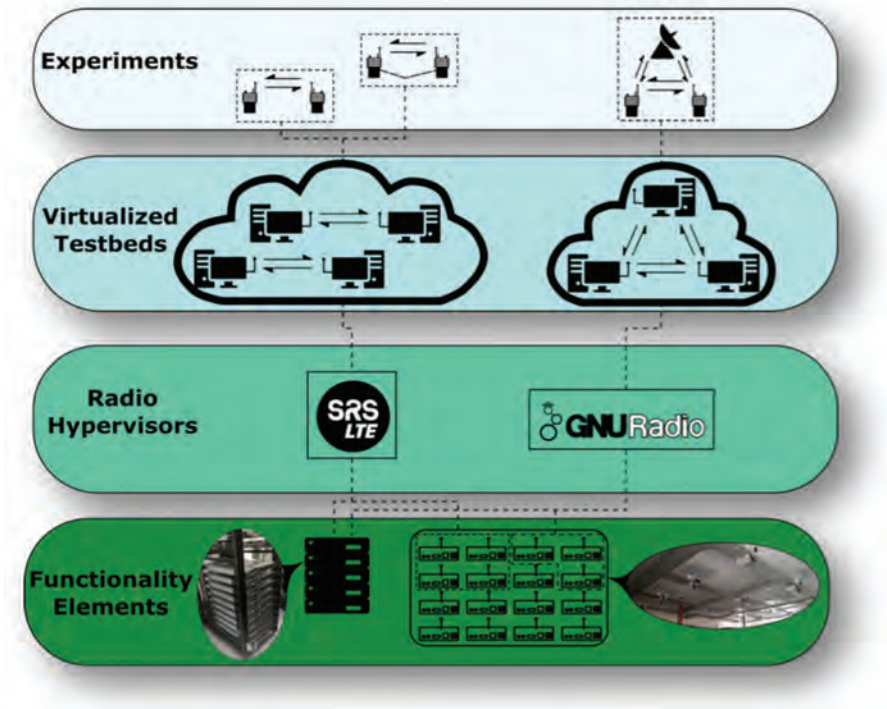 Experiments
Virtualized
Testbeds
Radio
Hypervisors
SRS
LTE
GNURadio
Functionality
Elements